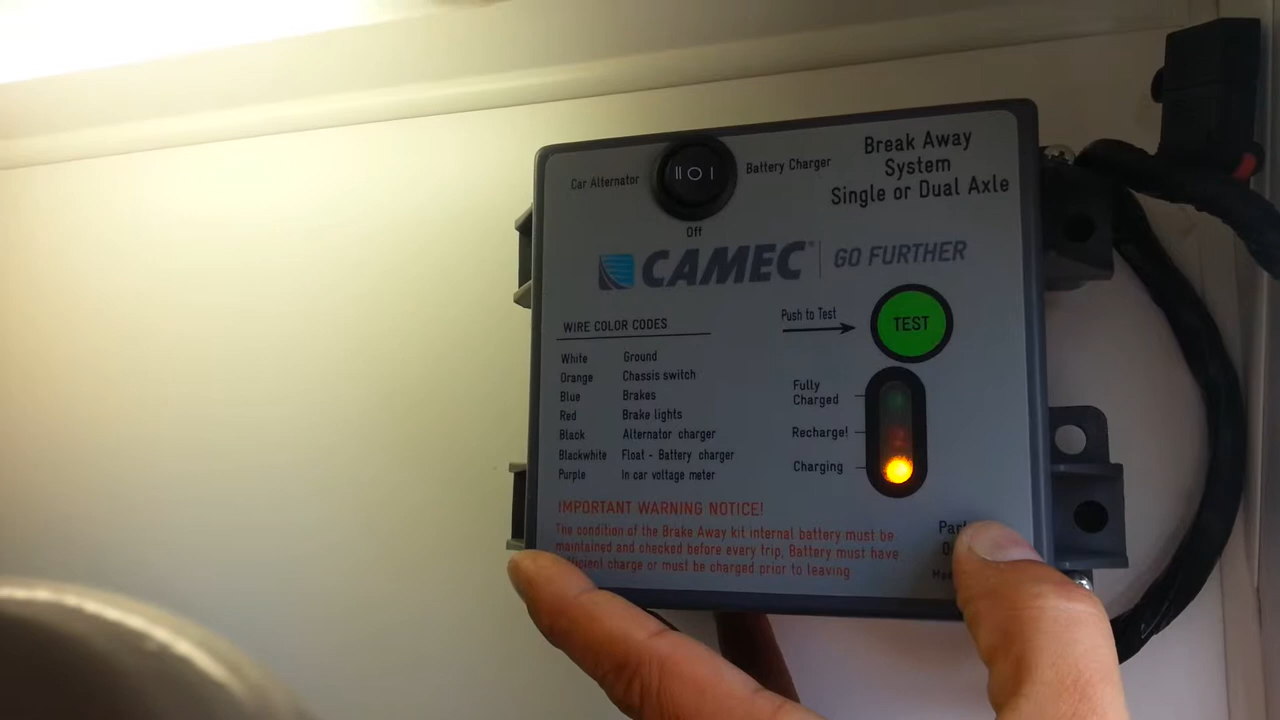 Break Away
System
Single or Dual Axle
Car Alternator
II O I
Battery Charger
Off
CAMEC® GO FURTHER
WIRE COLOR CODES
White Ground
Orange Chassis switch
Blue Brakes
Red Brake lights
Black Alternator charger
Blackwhite Float - Battery charger
Purple In car voltage meter
Push to Test
TEST
Fully
Charged
Recharge!
Charging
IMPORTANT WARNING NOTICE!
The condition of the Brake Away kit internal battery must be
maintained and checked before every trip, Battery must have
charge or must be charged prior to leaving